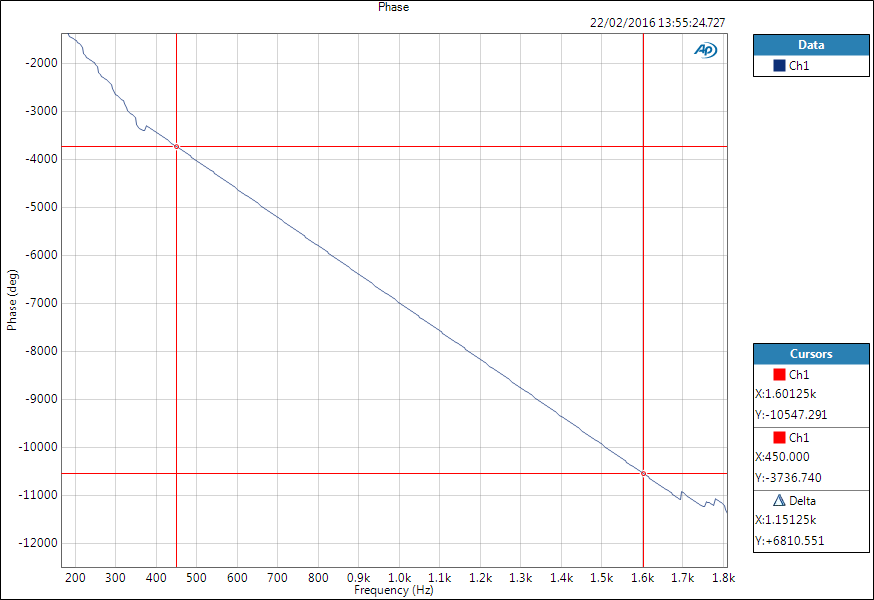 Phase
22/02/2016 13:55:24.727
AP
Phase (deg)
-2000
-3000
-4000
-5000
-6000
-7000
-8000
-9000
-10000
-11000
-12000
200 300 400 500 600 700 800 0.9k 1.0k 1.1k 1.2k 1.3k 1.4k 1.5k 1.6k 1.7k 1.8k
Frequency (Hz)
Data
Ch1
Cursors
Ch1
X:1.60125k
Y:-10547.291
Ch1
X:450.000
Y:-3736.740
Delta
X:1.15125k
Y:+6810.551